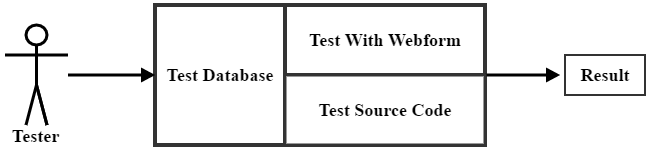 Test With Webform
Test Database
Result
Test Source Code
Tester